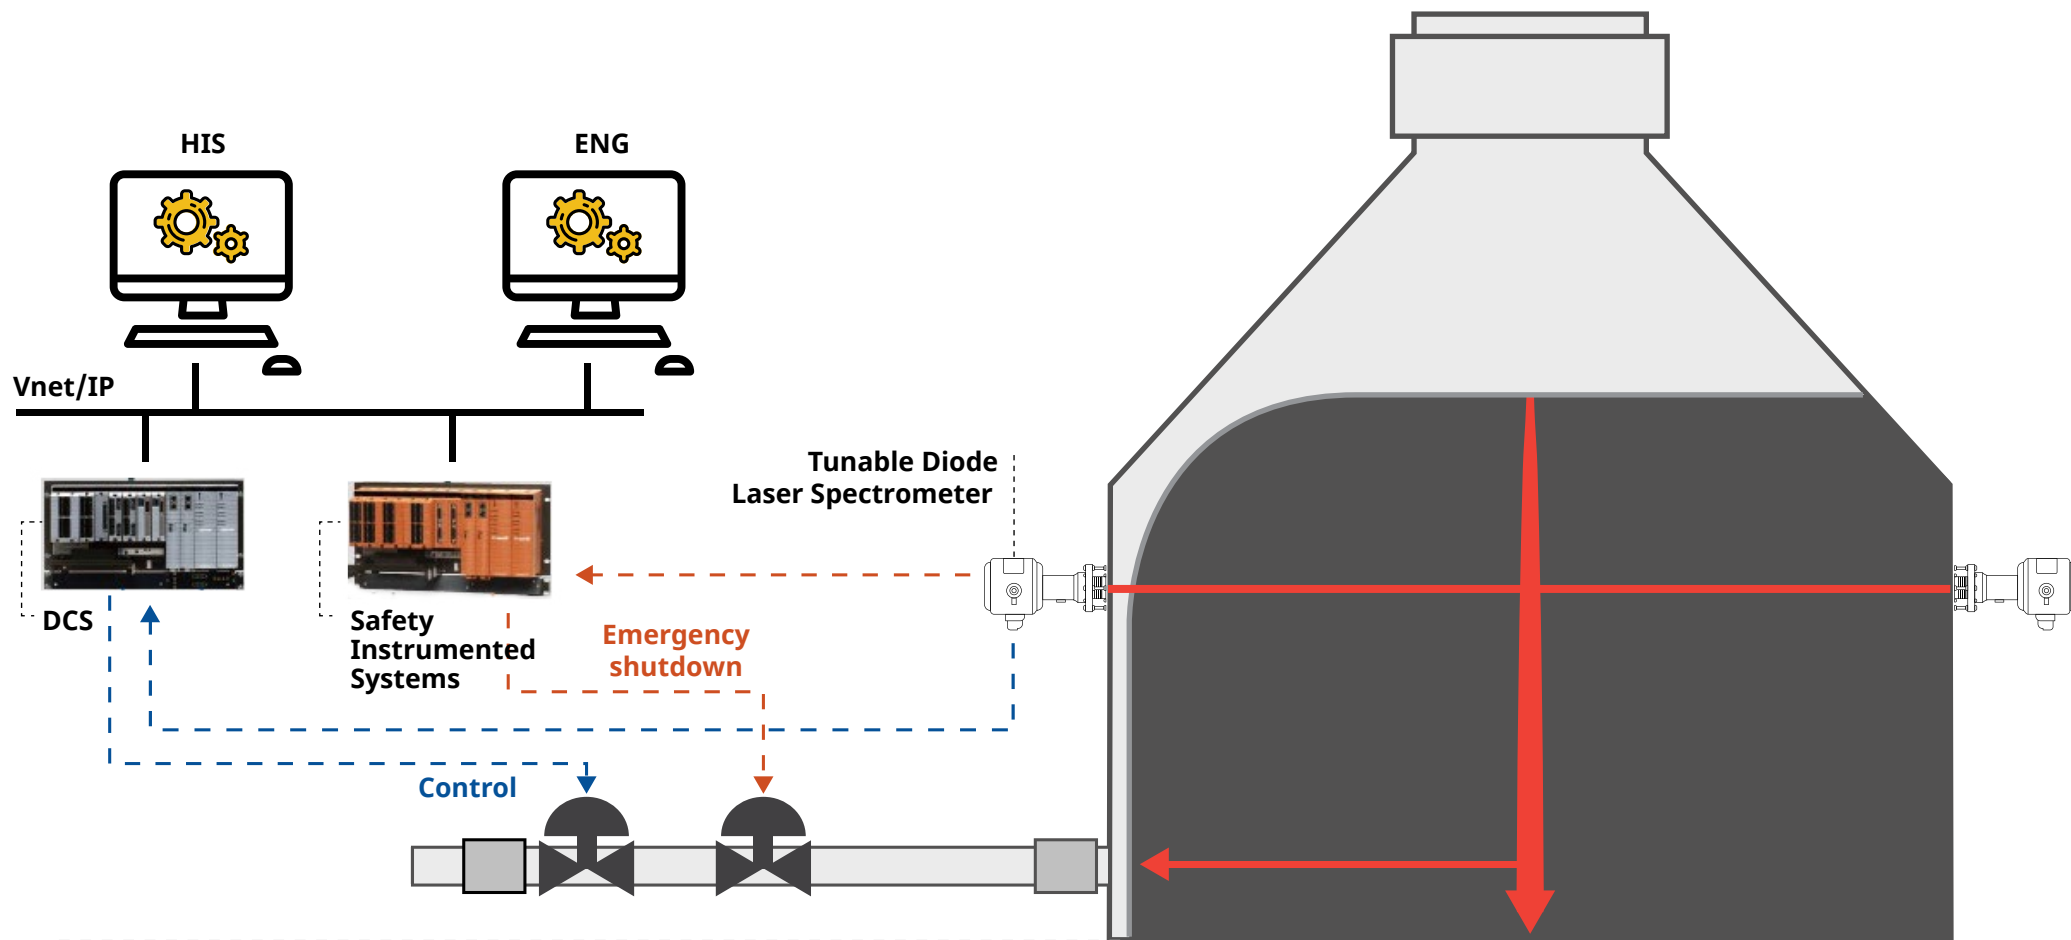 HIS
ENG
Vnet/IP
Tunable Diode
Laser Spectrometer
DCS
Safety
Instrumented
Systems
Emergency
shutdown
Control